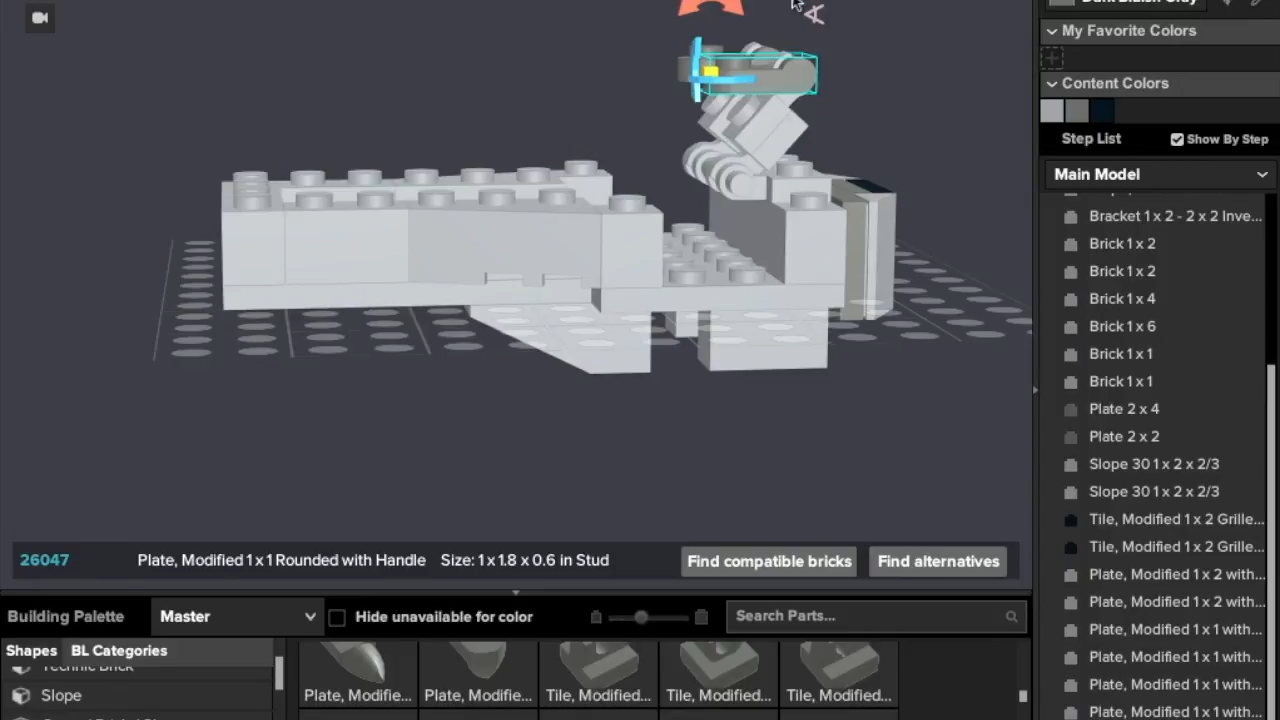 Dark Bluish Gray
My Favorite Colors
Content Colors
Step List
Show By Step
Main Model
Bracket 1 x 2 - 2 x 2 Inve...
Brick 1 x 2
Brick 1 x 2
Brick 1 x 4
Brick 1 x 6
Brick 1 x 1
Brick 1 x 1
Plate 2 x 4
Plate 2 x 2
Slope 30 1 x 2 x 2/3
Slope 30 1 x 2 x 2/3
Tile, Modified 1 x 2 Grille...
Tile, Modified 1 x 2 Grille...
Plate, Modified 1 x 2 with...
Plate, Modified 1 x 2 with...
Plate, Modified 1 x 1 with...
Plate, Modified 1 x 1 with...
Plate, Modified 1 x 1 with...
Plate, Modified 1 x 1 with...
26047
Plate, Modified 1 x 1 Rounded with Handle
Size: 1 x 1.8 x 0.6 in Stud
Find compatible bricks
Find alternatives
Building Palette
Master
Hide unavailable for color
Search Parts...
Shapes
BL Categories
Technic Brick
Slope
Plate, Modifie...
Plate, Modifie...
Tile, Modified...
Tile, Modified...
Tile, Modified...